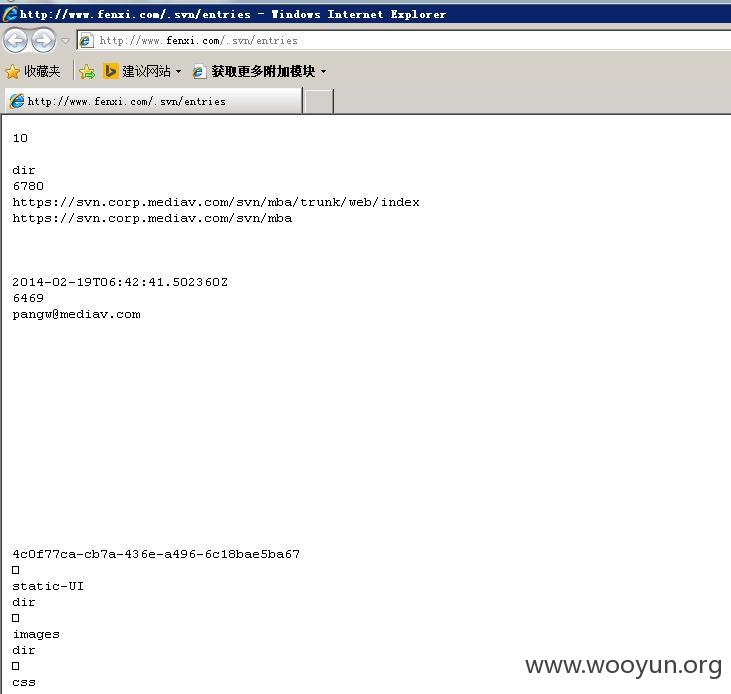 http://www.fenxi.com/.svn/entries - Windows Internet Explorer
http://www.fenxi.com/.svn/entries
收藏夹 建议网站 获取更多附加模块
http://www.fenxi.com/.svn/entries
10
dir
6780
https://svn.corp.mediav.com/svn/mba/trunk/web/index
https://svn.corp.mediav.com/svn/mba
2014-02-19T06:42:41.502360Z
6469
pangw@mediav.com
4c0f77ca-cb7a-436e-a496-6c18bae5ba67
□
static-UI
dir
□
images
dir
□
css
www.wooyun.org